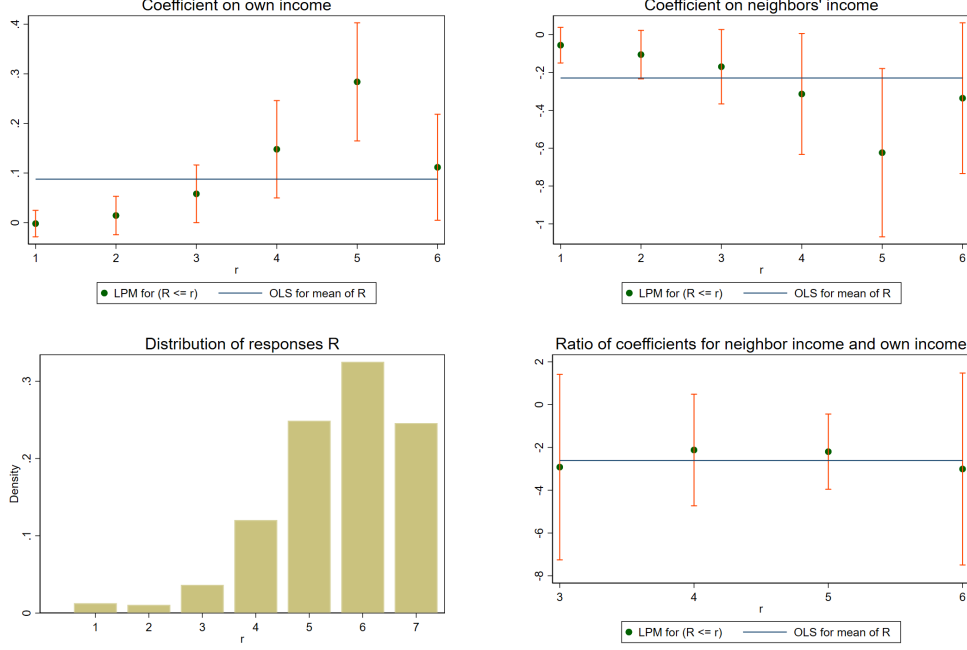 Coefficient on own income
.4
.3
.2
.1
0
1 2 3 4 5 6
r
LPM for (R <= r) OLS for mean of R
Coefficient on neighbors' income
0
-.2
-.4
-.6
-.8
-1
1 2 3 4 5 6
r
LPM for (R <= r) OLS for mean of R
Distribution of responses R
.3
.2
.1
0
Density
1 2 3 4 5 6 7
r
Ratio of coefficients for neighbor income and own income
2
0
-2
-4
-6
-8
3 4 5 6
r
LPM for (R <= r) OLS for mean of R